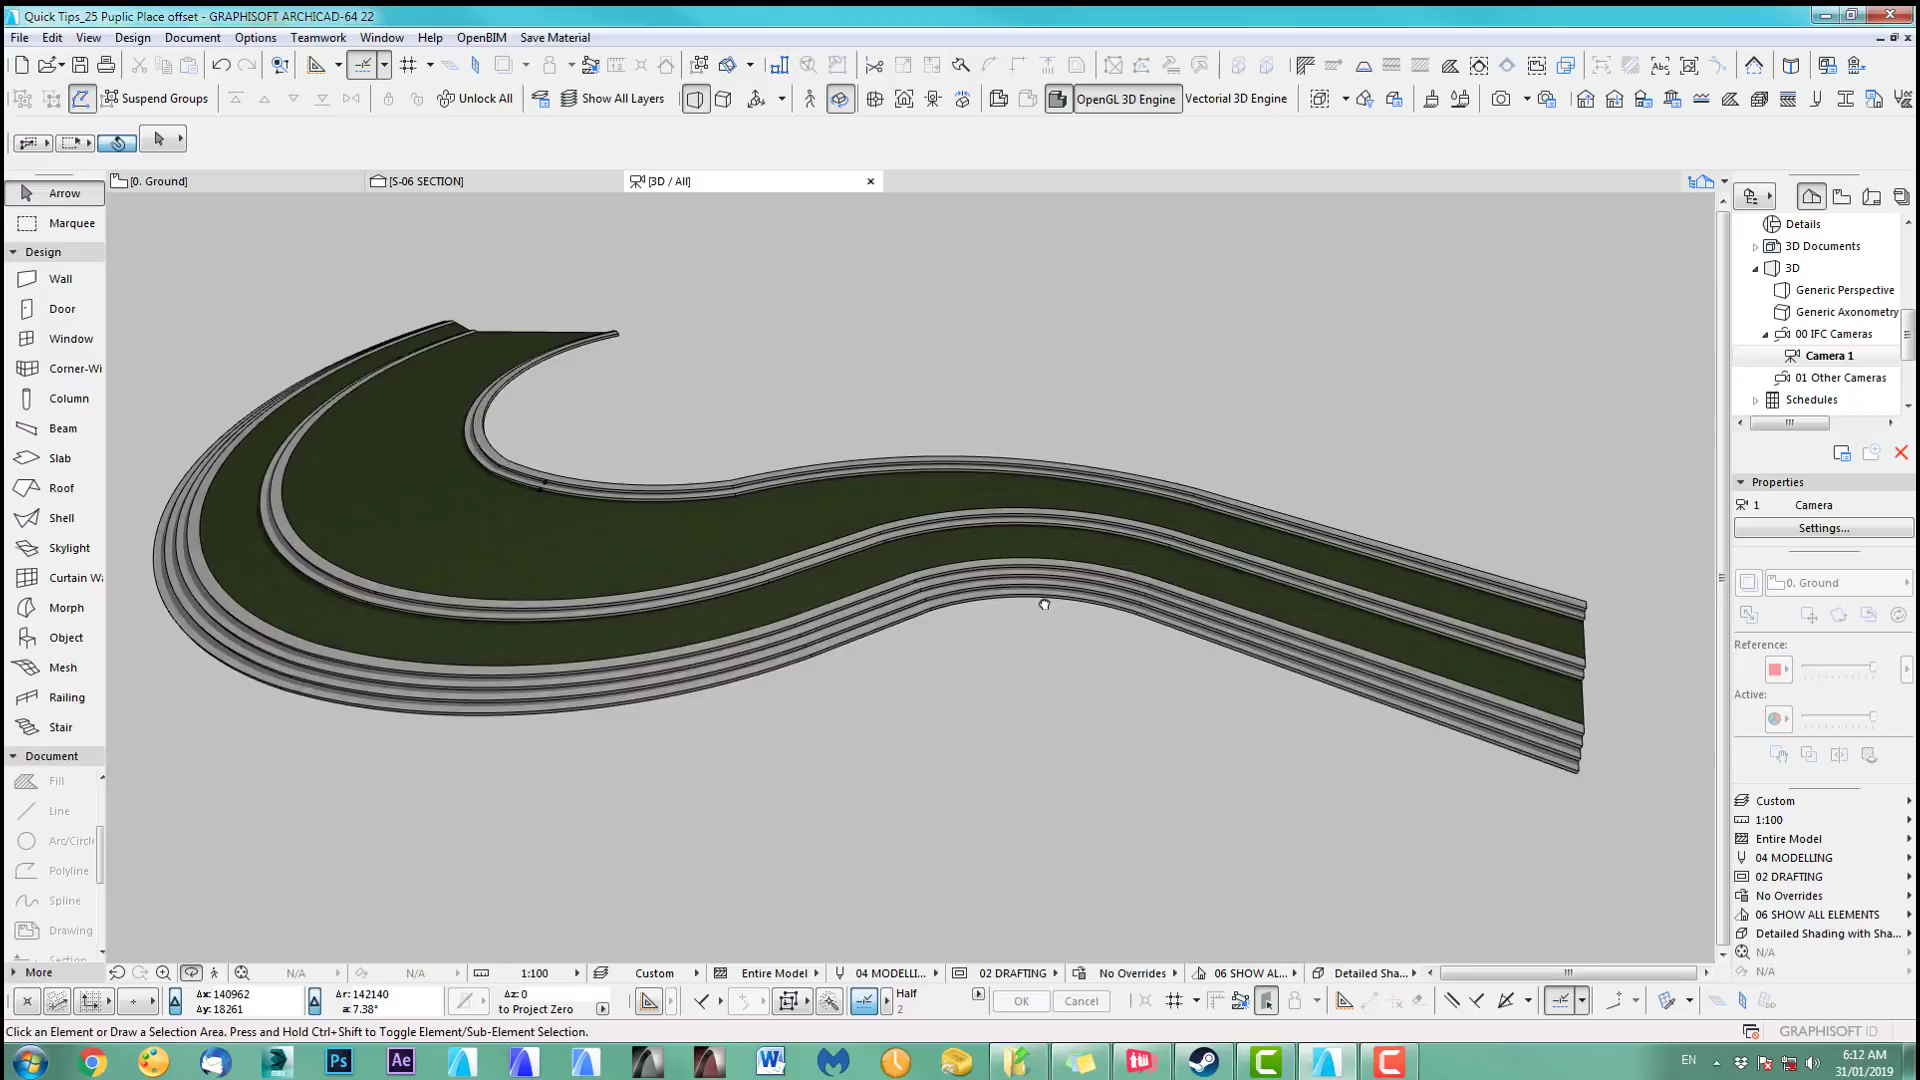 Quick Tips_25 Puplic Place offset - GRAPHISOFT ARCHICAD-64 22
File Edit View Design Document Options Teamwork Window Help OpenBIM Save Material
Suspend Groups Unlock All Show All Layers OpenGL 3D Engine Vectorial 3D Engine
[0. Ground] [S-06 SECTION] [3D / All]
Arrow
Marquee
Design
Wall
Door
Window
Corner-Wi
Column
Beam
Slab
Roof
Shell
Skylight
Curtain Wa
Morph
Object
Mesh
Railing
Stair
Document
Fill
Line
Arc/Circle
Polyline
Spline
Drawing
Section
More
Details
3D Documents
3D
Generic Perspective
Generic Axonometry
00 IFC Cameras
Camera 1
01 Other Cameras
Schedules
Properties
1 Camera
Settings...
0. Ground
Reference:
Active:
Custom
1:100
Entire Model
04 MODELLING
02 DRAFTING
No Overrides
06 SHOW ALL ELEMENTS
Detailed Shading with Sha...
N/A
N/A
N/A N/A 1:100 Custom Entire Model 04 MODELLI... 02 DRAFTING No Overrides 06 SHOW AL... Detailed Sha...
Δx: 140962 Δr: 142140 Δz: 0 Half
Δy: 18261 a: 7.38° to Project Zero 2
OK Cancel
Click an Element or Draw a Selection Area. Press and Hold Ctrl+Shift to Toggle Element/Sub-Element Selection.
GRAPHISOFT ID
Ps Ae W
EN 6:12 AM
31/01/2019